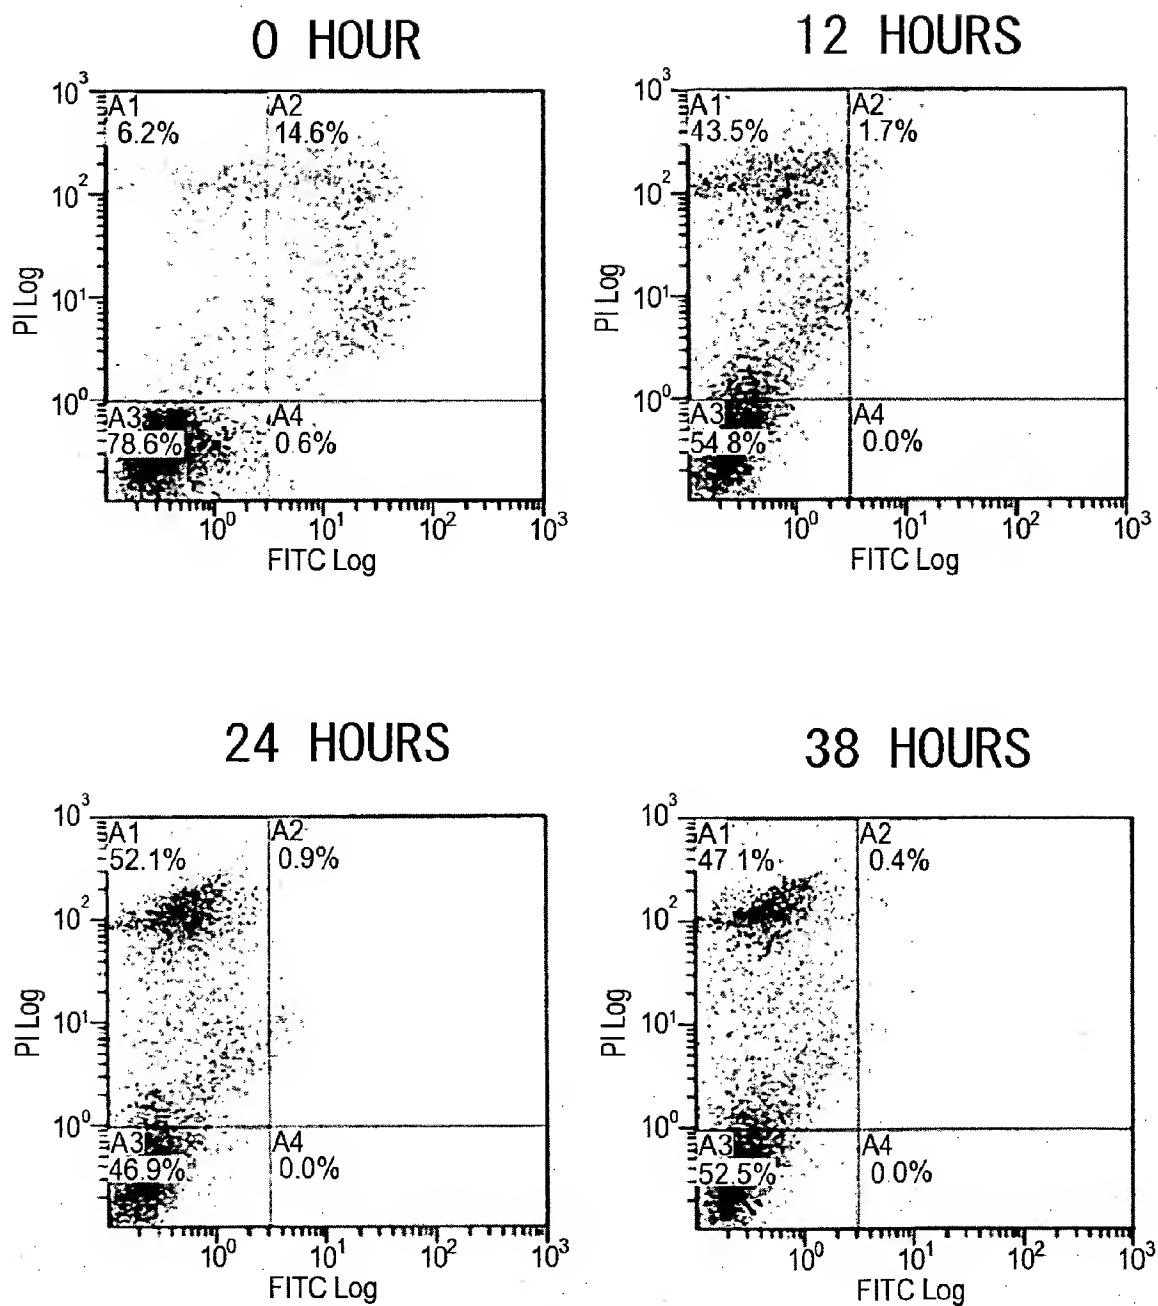 0 HOUR
12 HOURS
10³
A1
6.2%
A2
14.6%
10²
10¹
10⁰
PI Log
A3
78.6%
A4
0.6%
10⁰ 10¹ 10² 10³
FITC Log
10³
A1
43.5%
A2
1.7%
10²
10¹
10⁰
PI Log
A3
54.8%
A4
0.0%
10⁰ 10¹ 10² 10³
FITC Log
24 HOURS
38 HOURS
10³
A1
52.1%
A2
0.9%
10²
10¹
10⁰
PI Log
A3
46.9%
A4
0.0%
10⁰ 10¹ 10² 10³
FITC Log
10³
A1
47.1%
A2
0.4%
10²
10¹
10⁰
PI Log
A3
52.5%
A4
0.0%
10⁰ 10¹ 10² 10³
FITC Log